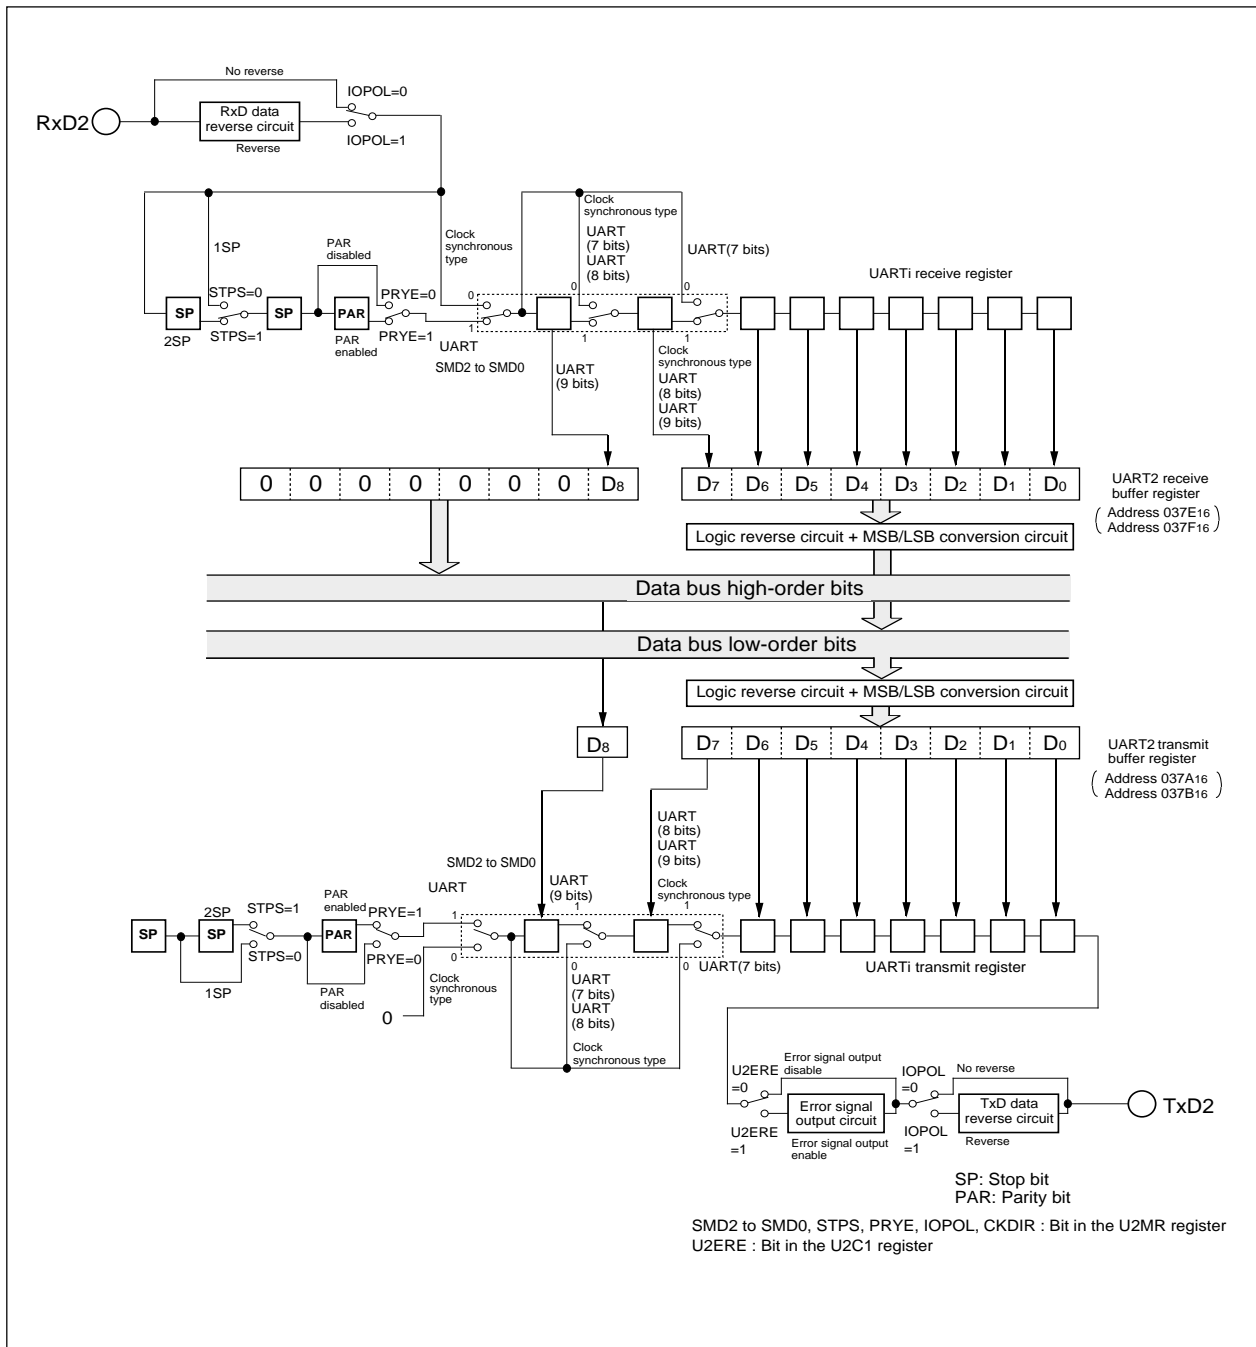 No reverse
IOPOL=0
RxD2
RxD data
reverse circuit
Reverse
IOPOL=1
Clock
synchronous type
1SP
PAR
disabled
Clock
synchronous
type
UART
(7 bits)
UART
(8 bits)
UART(7 bits)
UARTi receive register
STPS=0
PRYE=0
0
0
0
SP
SP
PAR
2SP
STPS=1
PAR
enabled
PRYE=1
1
UART
1
1
SMD2 to SMD0
UART
(9 bits)
Clock
synchronous type
UART
(8 bits)
UART
(9 bits)
0 0 0 0 0 0 0 D8
D7 D6 D5 D4 D3 D2 D1 D0
UART2 receive
buffer register
Address 037E16
Address 037F16
Logic reverse circuit + MSB/LSB conversion circuit
Data bus high-order bits
Data bus low-order bits
Logic reverse circuit + MSB/LSB conversion circuit
D8
D7 D6 D5 D4 D3 D2 D1 D0
UART2 transmit
buffer register
Address 037A16
Address 037B16
UART
(8 bits)
UART
(9 bits)
SMD2 to SMD0
UART
(9 bits)
Clock
synchronous type
UART
2SP
STPS=1
PAR
enabled
PRYE=1
1
1
1
SP
SP
PAR
STPS=0
PRYE=0
0
0
0
UART(7 bits)
UARTi transmit register
1SP
PAR
disabled
Clock
synchronous
type
0
UART
(7 bits)
UART
(8 bits)
Clock
synchronous type
U2ERE
=0
Error signal output
disable
IOPOL
=0
No reverse
Error signal
output circuit
TxD data
reverse circuit
TxD2
U2ERE
=1
Error signal output
enable
IOPOL
=1
Reverse
SP: Stop bit
PAR: Parity bit
SMD2 to SMD0, STPS, PRYE, IOPOL, CKDIR : Bit in the U2MR register
U2ERE : Bit in the U2C1 register